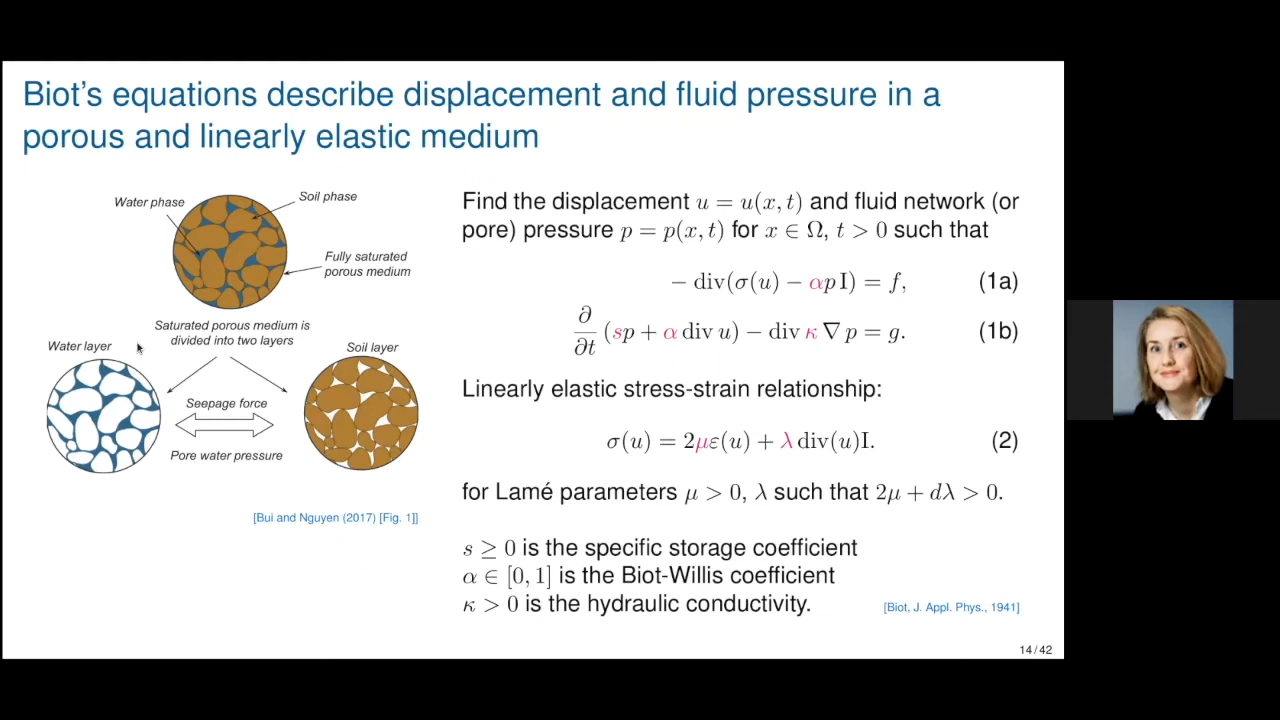 Biot's equations describe displacement and fluid pressure in a
porous and linearly elastic medium
Water phase
Soil phase
Fully saturated
porous medium
Saturated porous medium is
divided into two layers
Water layer
Soil layer
Seepage force
Pore water pressure
[Bui and Nguyen (2017) [Fig. 1]]
Find the displacement u = u(x, t) and fluid network (or
pore) pressure p = p(x, t) for x ∈ Ω, t > 0 such that
− div(σ(u) − αp I) = f, (1a)
∂/∂t (sp + α div u) − div κ ∇ p = g. (1b)
Linearly elastic stress-strain relationship:
σ(u) = 2με(u) + λ div(u)I. (2)
for Lamé parameters μ > 0, λ such that 2μ + dλ > 0.
s ≥ 0 is the specific storage coefficient
α ∈ [0, 1] is the Biot-Willis coefficient
κ > 0 is the hydraulic conductivity.
[Biot, J. Appl. Phys., 1941]
14 / 42